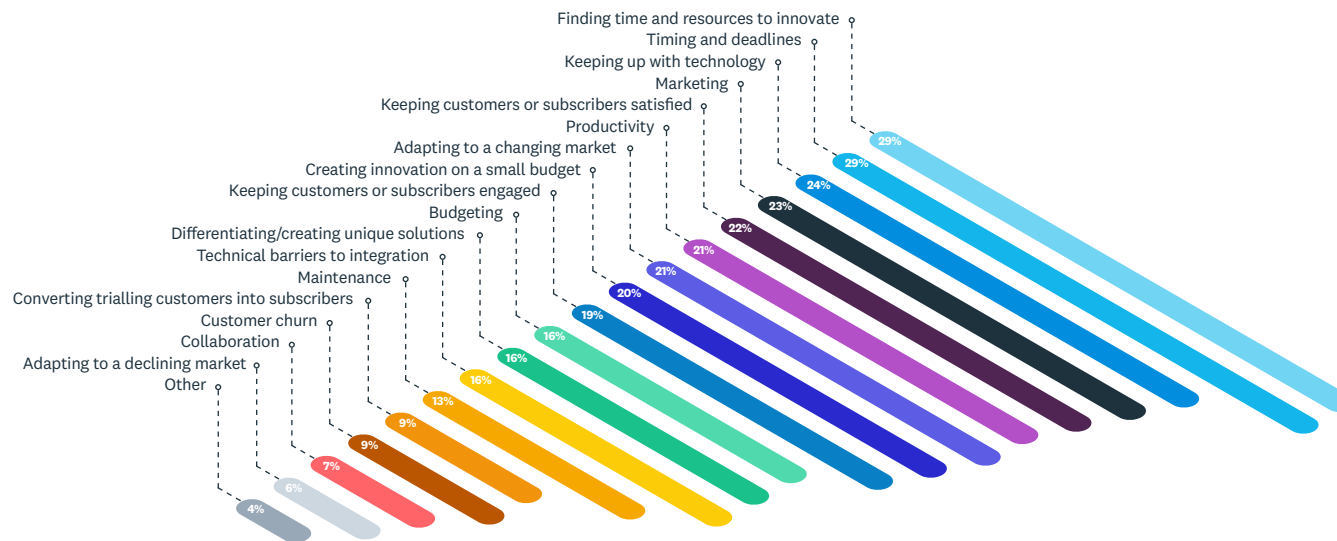 Finding time and resources to innovate
Timing and deadlines
Keeping up with technology
Marketing
Keeping customers or subscribers satisfied
Productivity
Adapting to a changing market
Creating innovation on a small budget
Keeping customers or subscribers engaged
Budgeting
Differentiating/creating unique solutions
Technical barriers to integration
Maintenance
Converting trialling customers into subscribers
Customer churn
Collaboration
Adapting to a declining market
Other
29%
29%
24%
23%
22%
21%
21%
20%
19%
16%
16%
16%
13%
9%
9%
7%
6%
4%